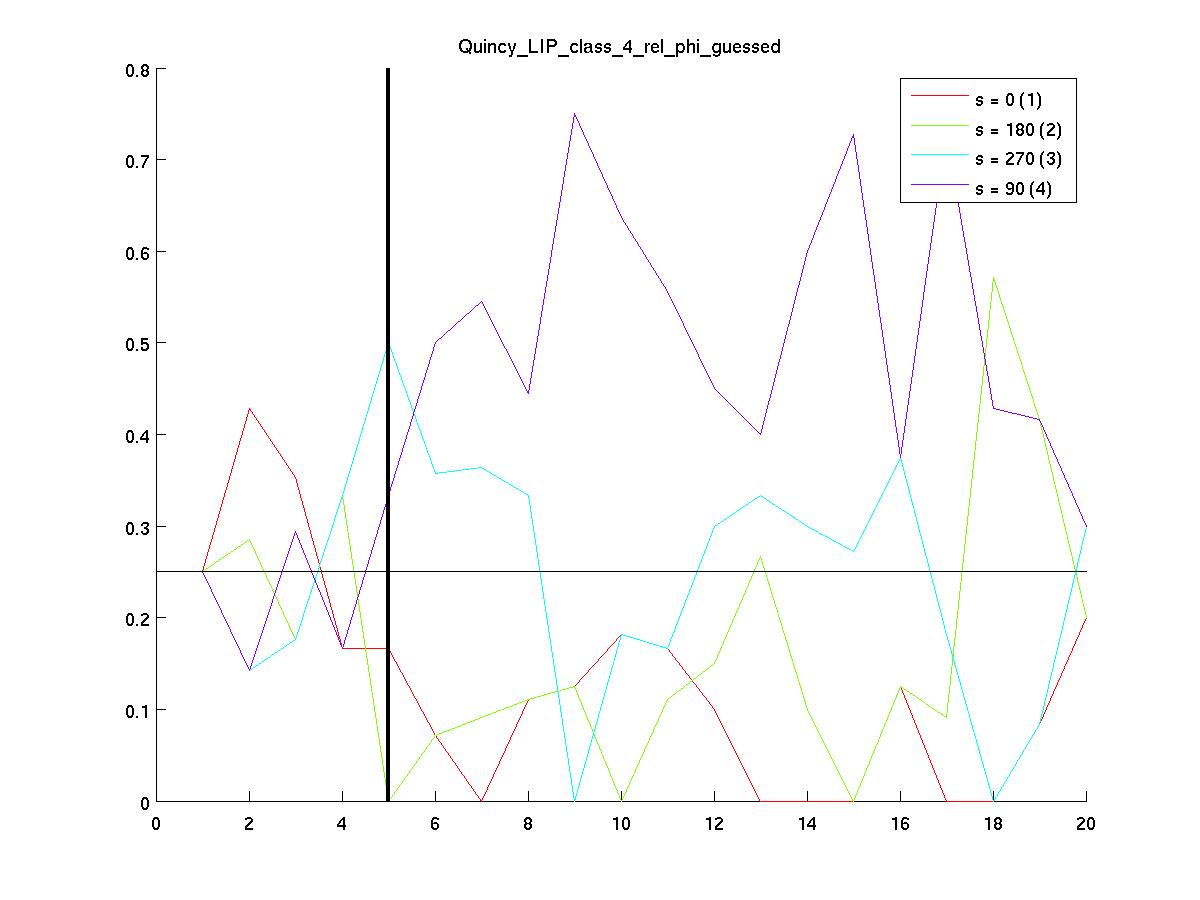 Quincy_LIP_class_4_rel_phi_guessed
s = 0 (1)
s = 180 (2)
s = 270 (3)
s = 90 (4)
0.8
0.7
0.6
0.5
0.4
0.3
0.2
0.1
0
0 2 4 6 8 10 12 14 16 18 20